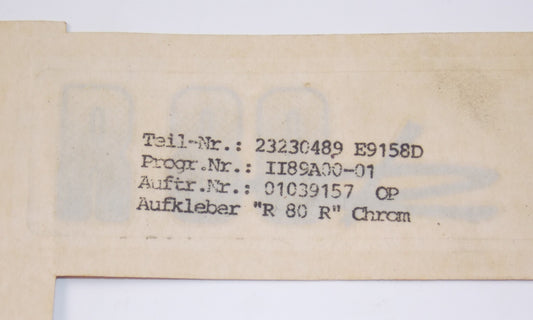 Teil-Nr.: 23230489 E9158D
Progr.Nr.: II89A00-01
Auftr.Nr.: 01039157 OP
Aufkleber "R 80 R" Chrom